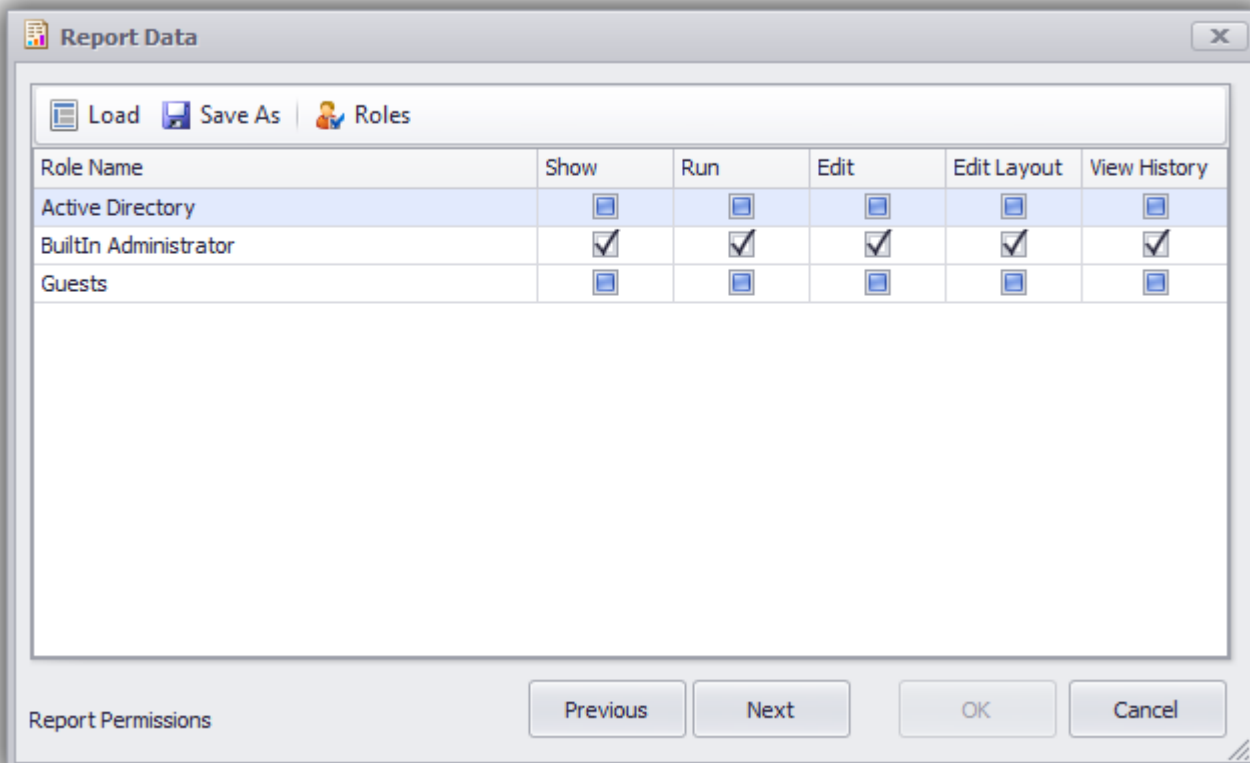 Report Data
Load Save As Roles
Role Name Show Run Edit Edit Layout View History
Active Directory
BuiltIn Administrator
Guests
Report Permissions Previous Next OK Cancel